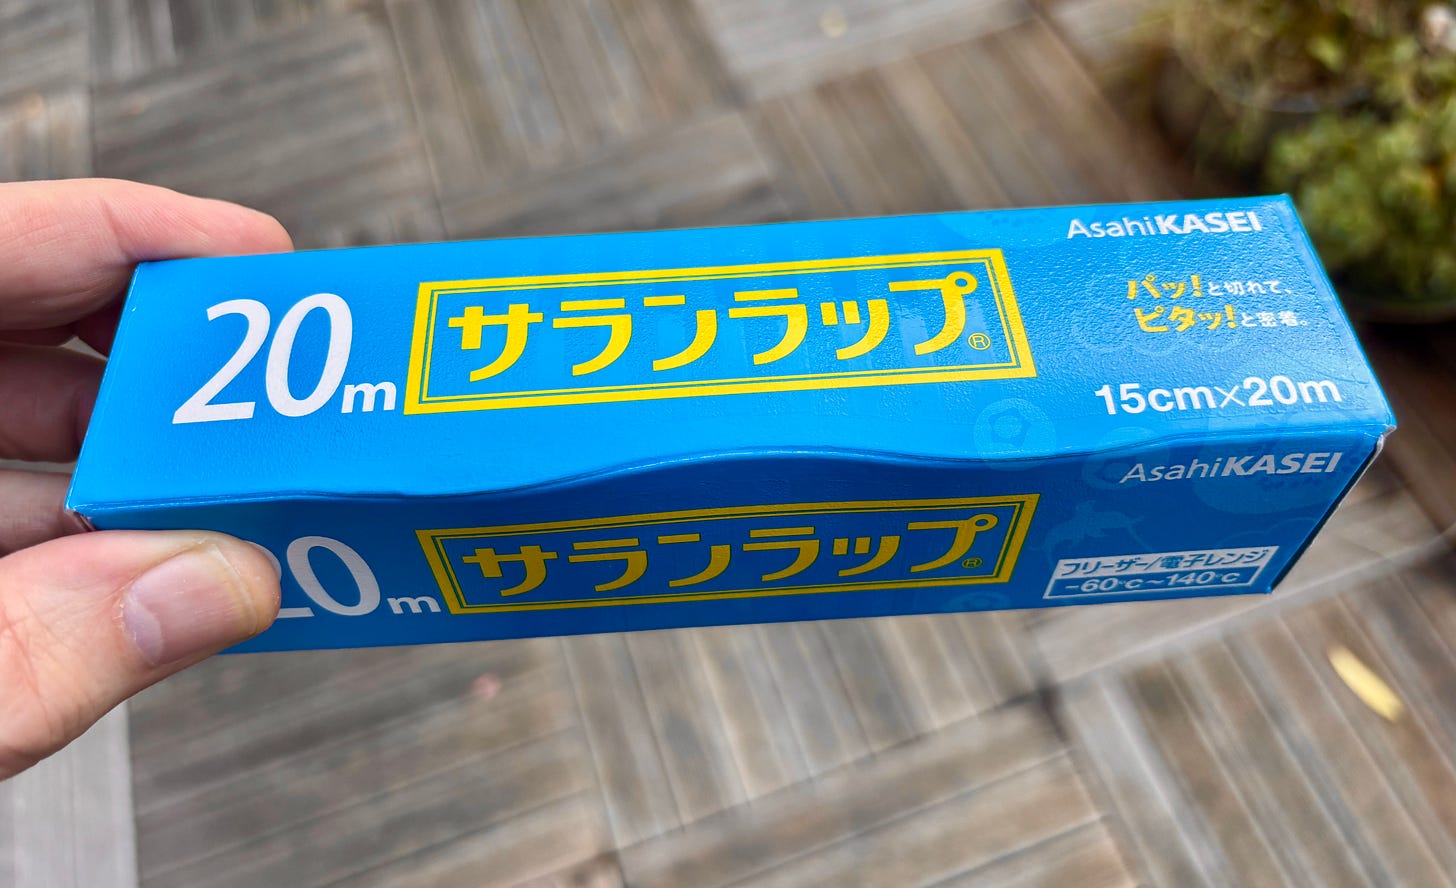 AsahiKASEI
20m
サランラップ®
パッ!と切れて、
ピタッ!と密着。
15cm×20m
AsahiKASEI
20m
サランラップ®
フリーザー/電子レンジ
-60℃~140℃